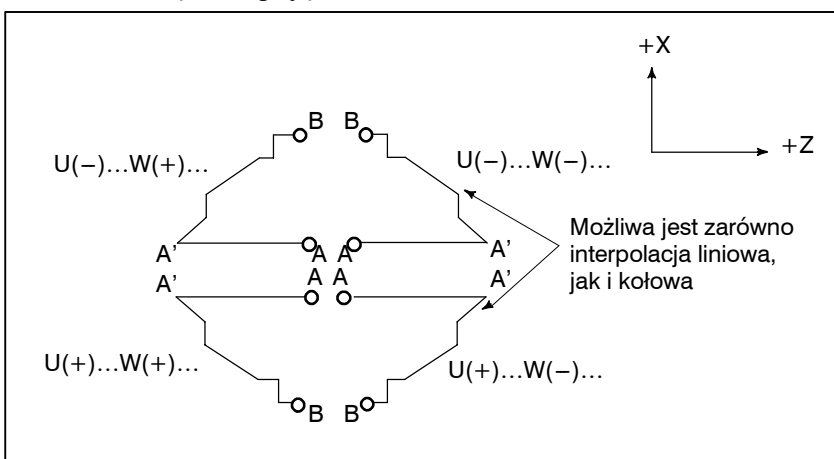 +X
+Z
B B
U(−)...W(+)... U(−)...W(−)...
A' A A A'
A' A A A'
Możliwa jest zarówno
interpolacja liniowa,
jak i kołowa
U(+)...W(+)... U(+)...W(−)...
B B